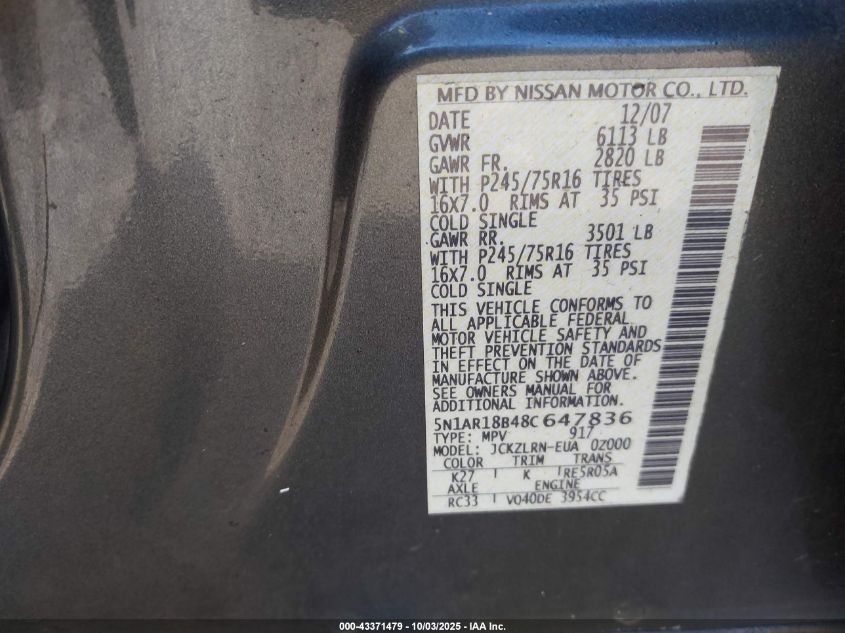 MFD BY NISSAN MOTOR CO., LTD.
DATE 12/07
GVWR 6113 LB
GAWR FR. 2820 LB
WITH P245/75R16 TIRES
16X7.0 RIMS AT 35 PSI
COLD SINGLE
GAWR RR. 3501 LB
WITH P245/75R16 TIRES
16X7.0 RIMS AT 35 PSI
COLD SINGLE
THIS VEHICLE CONFORMS TO
ALL APPLICABLE FEDERAL
MOTOR VEHICLE SAFETY AND
THEFT PREVENTION STANDARDS
IN EFFECT ON THE DATE OF
MANUFACTURE SHOWN ABOVE.
SEE OWNERS MANUAL FOR
ADDITIONAL INFORMATION.
5N1AR18B48C647836
TYPE: MPV 917
MODEL: JCKZLRN-EUA 0Z000
COLOR TRIM TRANS
K27 K RE5R05A
AXLE ENGINE
RC33 VQ40DE 3954CC
000-43371479 - 10/03/2025 - IAA Inc.